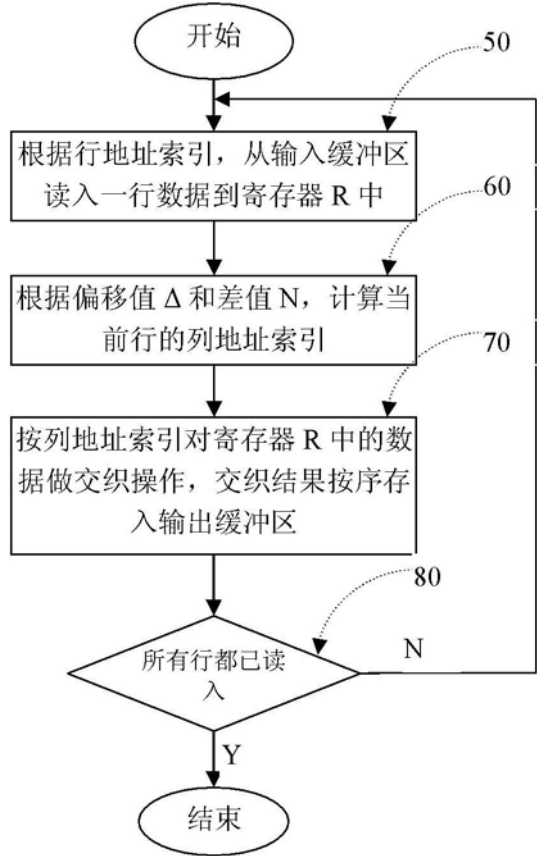 开始
50
根据行地址索引，从输入缓冲区
读入一行数据到寄存器 R 中
60
根据偏移值 Δ 和差值 N，计算当
前行的列地址索引
70
按列地址索引对寄存器 R 中的数
据做交织操作，交织结果按序存
入输出缓冲区
80
所有行都已读
入
N
Y
结束